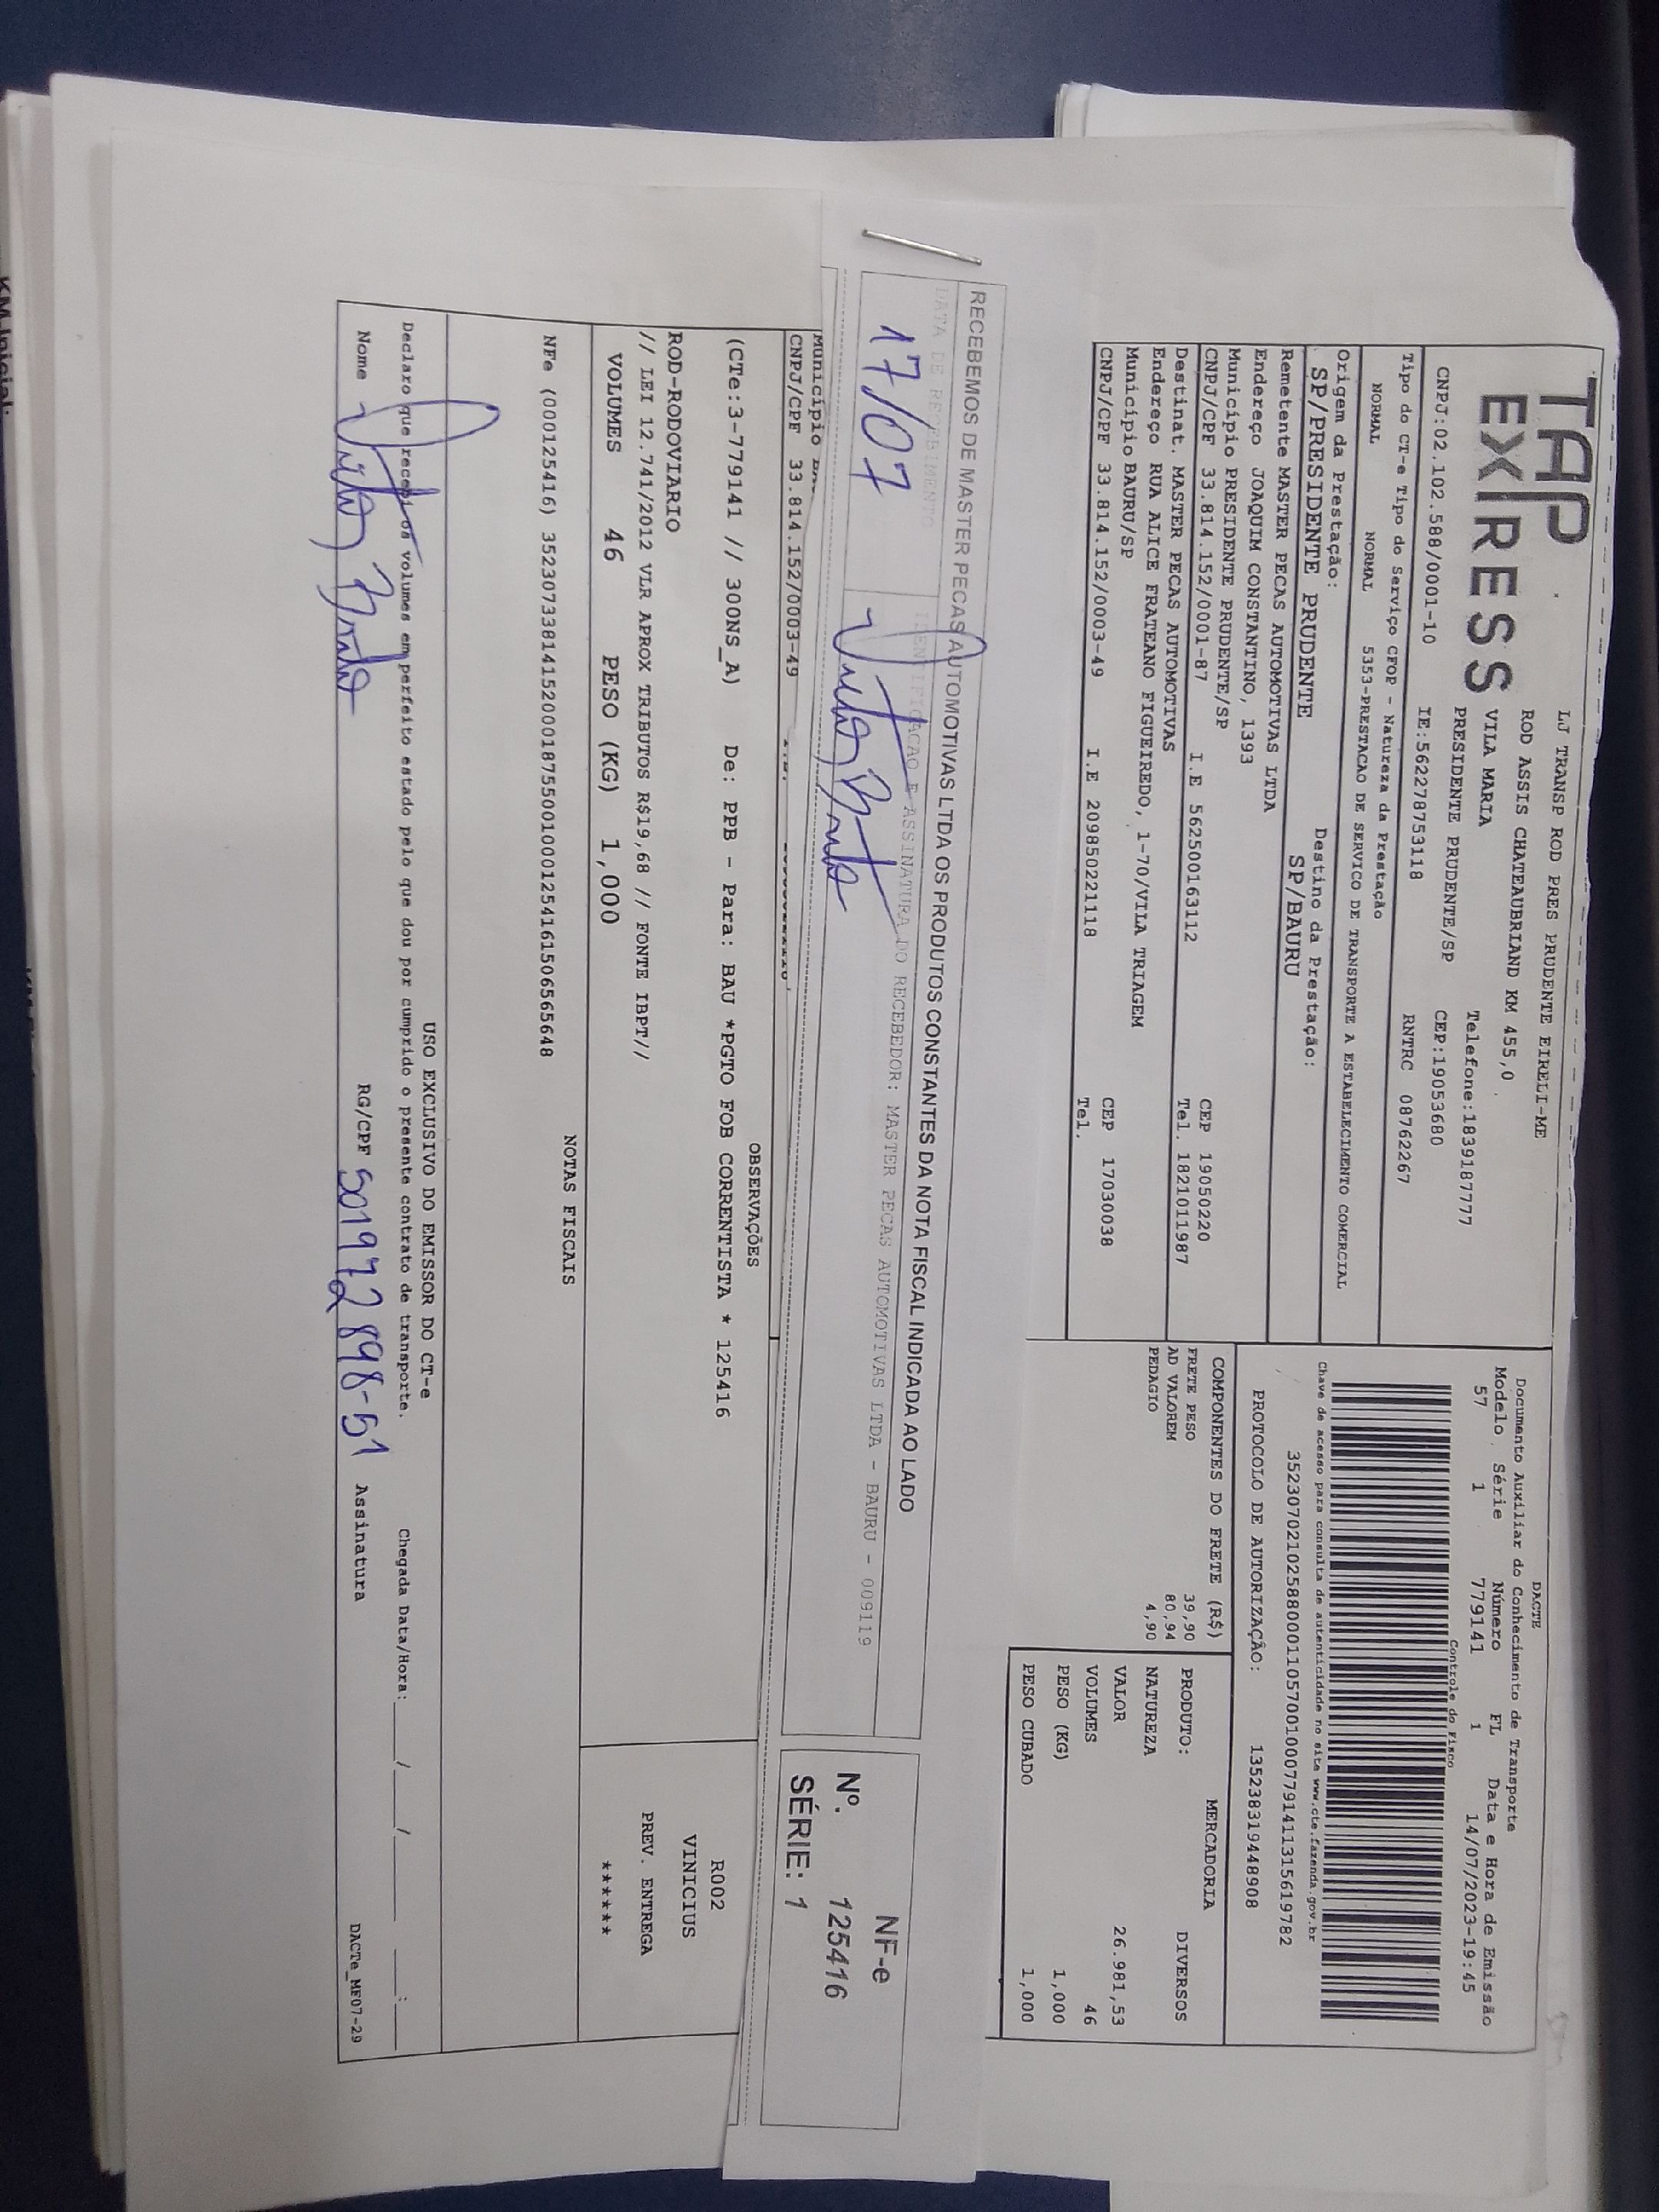 TAP
EXPRESS
LJ TRANSP ROD PRES PRUDENTE EIRELI-ME
ROD ASSIS CHATEAUBRIAND KM 455,0
VILA MARIA
Telefone:1839187777
PRESIDENTE PRUDENTE/SP
CEP:19053680
CNPJ:02.102.588/0001-10
IE:562278753118
RNTRC 08762267
Tipo do CT-e Tipo do Serviço CFOP - Natureza da Prestação
NORMAL NORMAL 5353-PRESTACAO DE SERVICO DE TRANSPORTE A ESTABELECIMENTO COMERCIAL
Origem da Prestação: Destino da Prestação:
SP/PRESIDENTE PRUDENTE SP/BAURU
Remetente MASTER PECAS AUTOMOTIVAS LTDA
Endereço JOAQUIM CONSTANTINO, 1393
Município PRESIDENTE PRUDENTE/SP CEP 19050220
CNPJ/CPF 33.814.152/0001-87 I.E 562500163112 Tel. 1821011987
Destinat. MASTER PECAS AUTOMOTIVAS
Endereço RUA ALICE FRATEANO FIGUEIREDO, 1-70/VILA TRIAGEM
Município BAURU/SP CEP 17030038
CNPJ/CPF 33.814.152/0003-49 I.E 209850221118 Tel.
DACTE
Documento Auxiliar do Conhecimento de Transporte
Modelo Série Número FL Data e Hora de Emissão
57 1 779141 1 14/07/2023-19:45
Controle do Fisco
Chave de acesso para consulta de autenticidade no site www.cte.fazenda.gov.br
35230702102588000110570010007791411315619782
PROTOCOLO DE AUTORIZAÇÃO: 135238319448908
COMPONENTES DO FRETE (R$)
FRETE PESO 39,90
AD VALOREM 80,94
PEDAGIO 4,90
MERCADORIA
PRODUTO: DIVERSOS
NATUREZA
VALOR 26.981,53
VOLUMES 46
PESO (KG) 1,000
PESO CUBADO 1,000
RECEBEMOS DE MASTER PECAS AUTOMOTIVAS LTDA OS PRODUTOS CONSTANTES DA NOTA FISCAL INDICADA AO LADO
DATA DE RECEBIMENTO IDENTIFICACAO E ASSINATURA DO RECEBEDOR: MASTER PECAS AUTOMOTIVAS LTDA - BAURU - 009119
17/07
NF-e
Nº. 125416
SÉRIE: 1
Município
CNPJ/CPF 33.814.152/0003-49
OBSERVAÇÕES
(CTe:3-779141 // 300NS_A) De: PPB - Para: BAU *PGTO FOB CORRENTISTA * 125416
ROD-RODOVIARIO
// LEI 12.741/2012 VLR APROX TRIBUTOS R$19,68 // FONTE IBPT//
VOLUMES 46 PESO (KG) 1,000
R002
VINICIUS
PREV. ENTREGA
******
NOTAS FISCAIS
NFe (000125416) 35230733814152000187550010001254161506565648
USO EXCLUSIVO DO EMISSOR DO CT-e
Declaro que recebi os volumes em perfeito estado pelo que dou por cumprido o presente contrato de transporte. Chegada Data/Hora:____/____/____ ____:____
Nome RG/CPF 501972898-51 Assinatura
DACTe_MF07-29